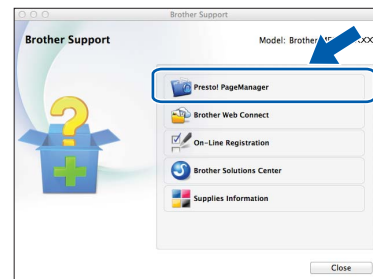 Brother Support
Brother Support
Model: Brother
Presto! PageManager
Brother Web Connect
On-Line Registration
Brother Solutions Center
Supplies Information
Close